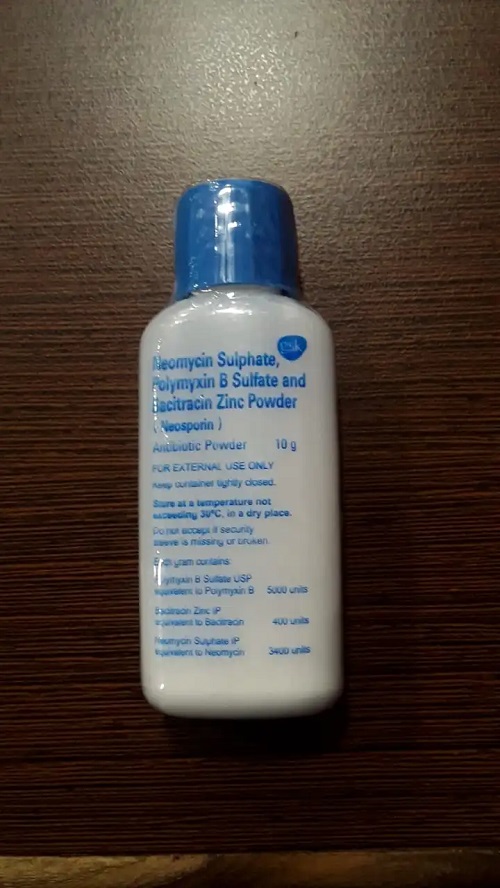 gsk
Neomycin Sulphate,
Polymyxin B Sulfate and
Bacitracin Zinc Powder
( Neosporin )
Antibiotic Powder 10 g
FOR EXTERNAL USE ONLY
Keep container tightly closed.
Store at a temperature not
exceeding 30°C, in a dry place.
Do not accept if security
sleeve is missing or broken.
Each gram contains:
Polymyxin B Sulfate USP
equivalent to Polymyxin B 5000 units
Bacitracin Zinc IP
equivalent to Bacitracin 400 units
Neomycin Sulphate IP
equivalent to Neomycin 3400 units